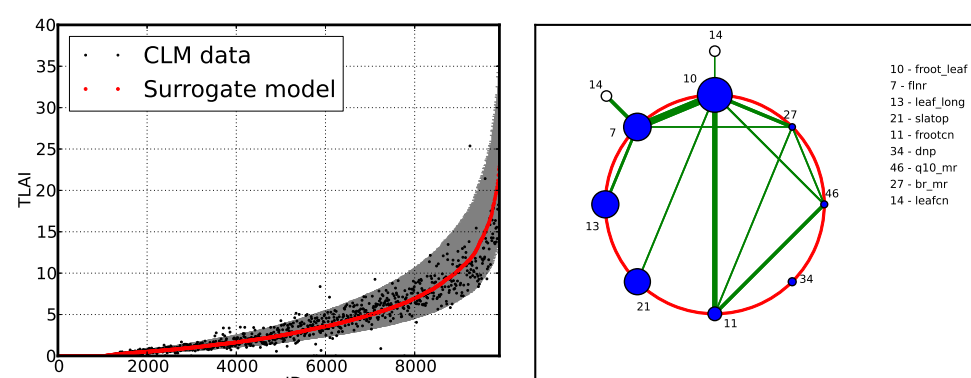 40
35
30
25
20
15
10
5
0
TLAI
CLM data
Surrogate model
0
2000
4000
6000
8000
14
10
14
27
7
46
13
34
21
11
10 - froot_leaf
7 - flnr
13 - leaf_long
21 - slatop
11 - frootcn
34 - dnp
46 - q10_mr
27 - br_mr
14 - leafcn